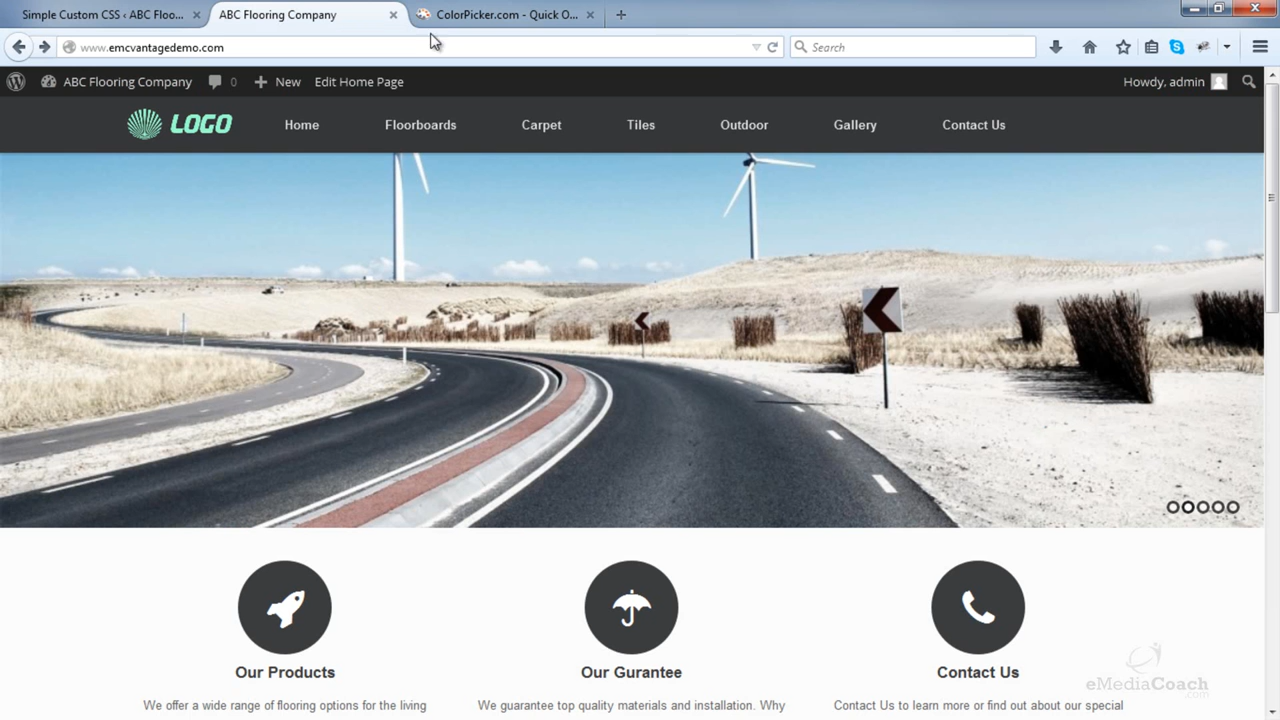 Simple Custom CSS ‹ ABC Floo...
ABC Flooring Company
ColorPicker.com - Quick O...
www.emcvantagedemo.com
Search
ABC Flooring Company
0
New
Edit Home Page
Howdy, admin
LOGO
Home
Floorboards
Carpet
Tiles
Outdoor
Gallery
Contact Us
Our Products
Our Gurantee
Contact Us
We offer a wide range of flooring options for the living
We guarantee top quality materials and installation. Why
Contact Us to learn more or find out about our special
eMediaCoach
.com